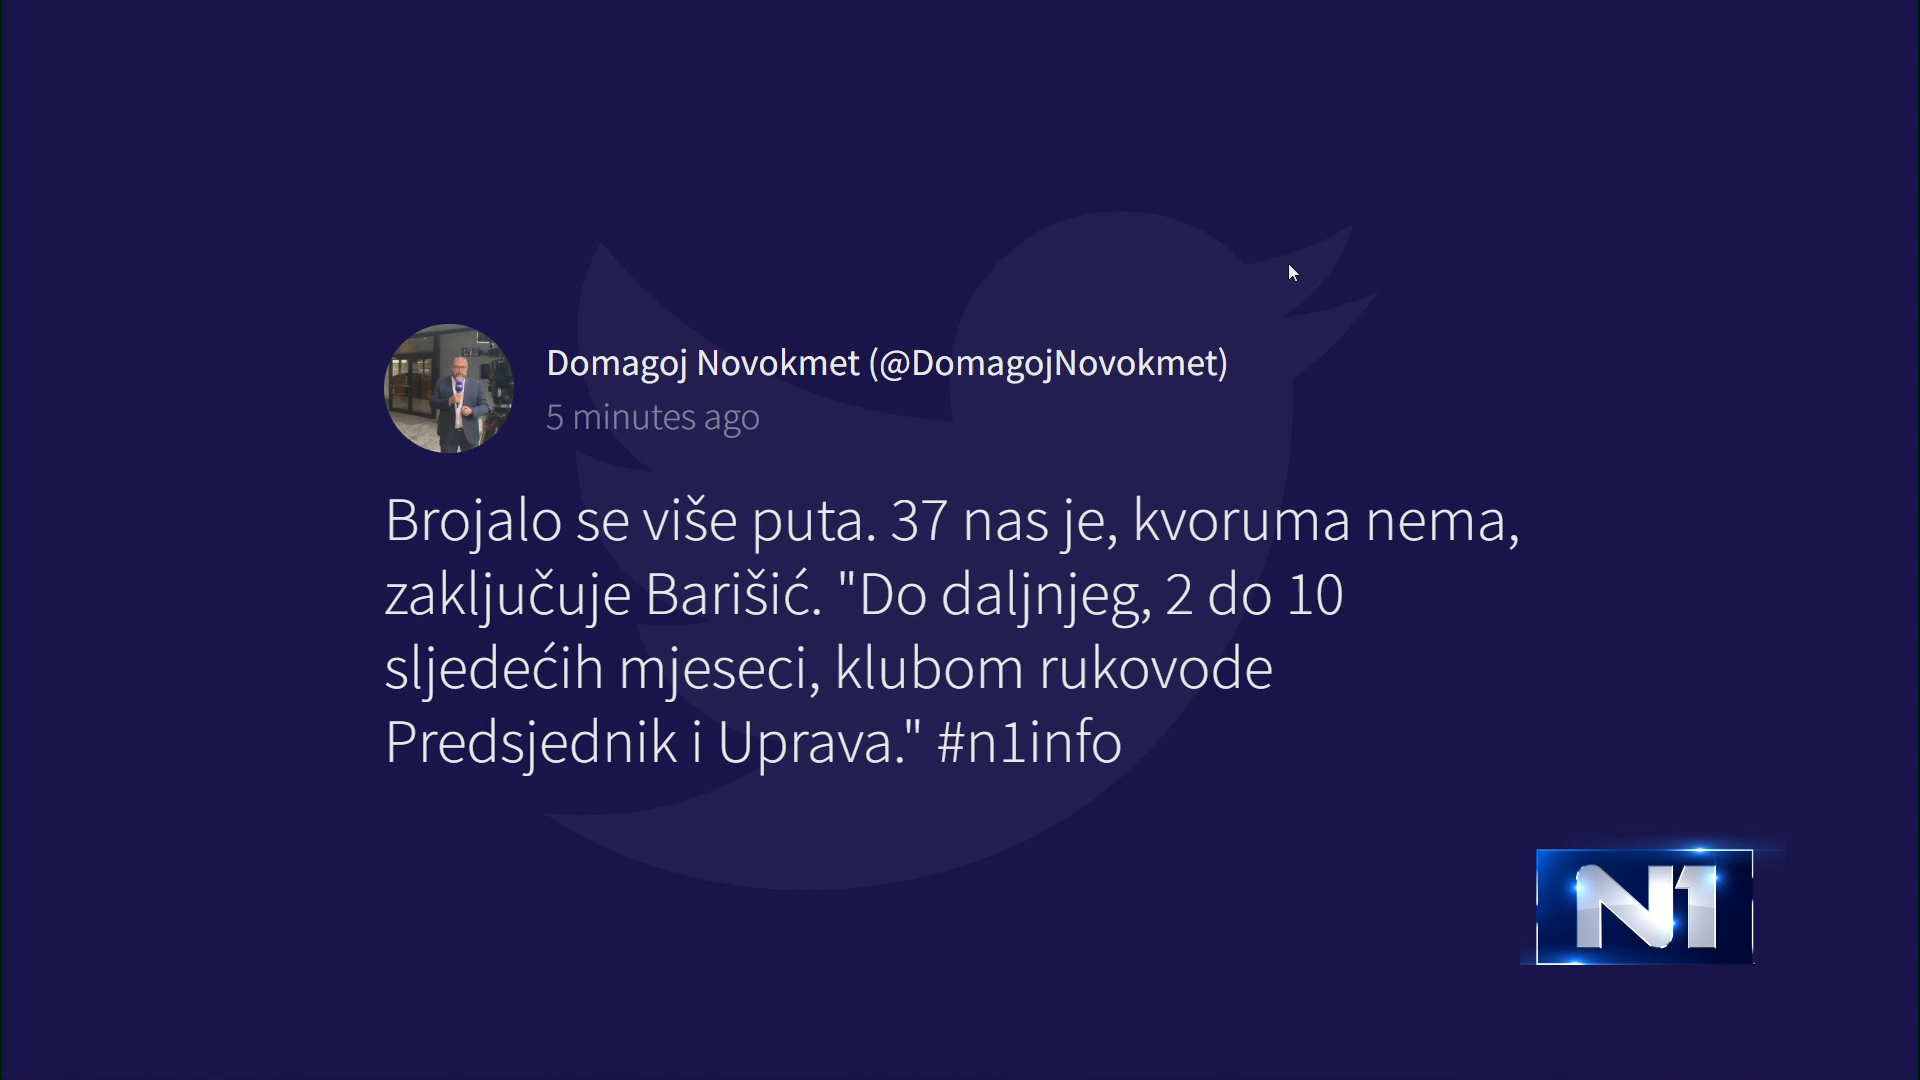 Domagoj Novokmet (@DomagojNovokmet)
5 minutes ago
Brojalo se više puta. 37 nas je, kvoruma nema,
zaključuje Barišić. "Do daljnjeg, 2 do 10
sljedećih mjeseci, klubom rukovode
Predsjednik i Uprava." #n1info
N1